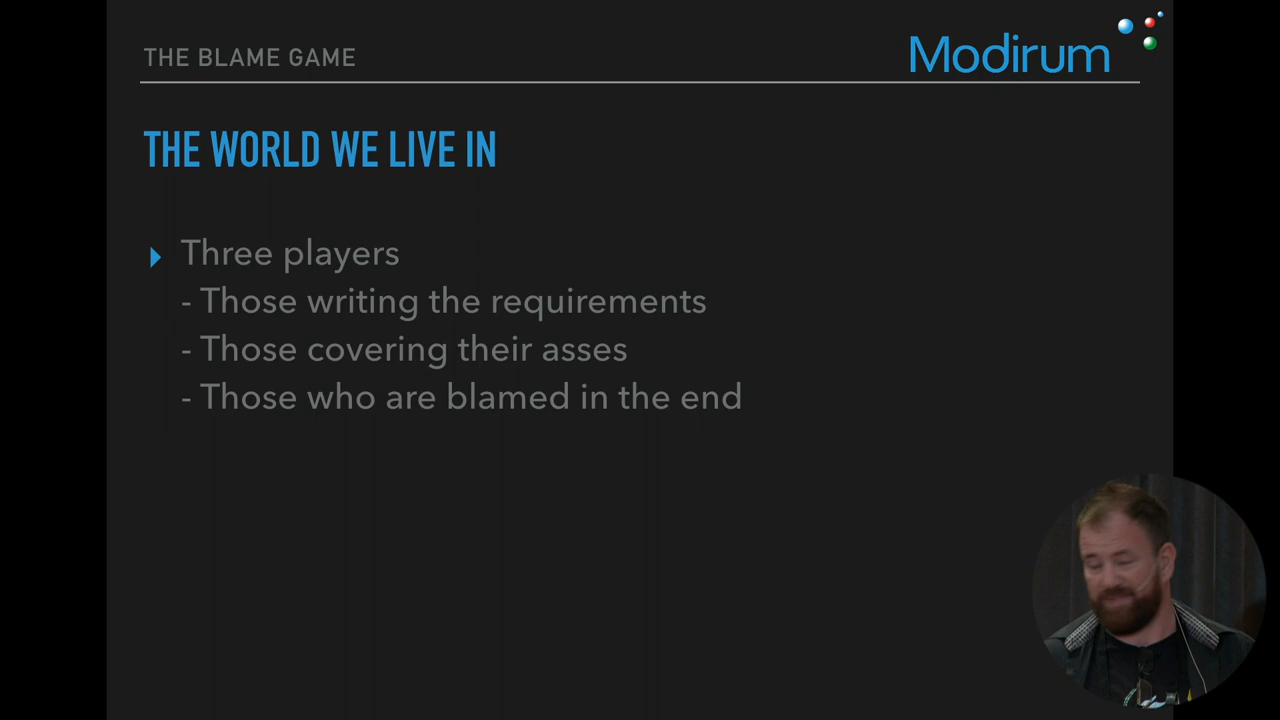 THE BLAME GAME
Modirum
THE WORLD WE LIVE IN
Three players
- Those writing the requirements
- Those covering their asses
- Those who are blamed in the end